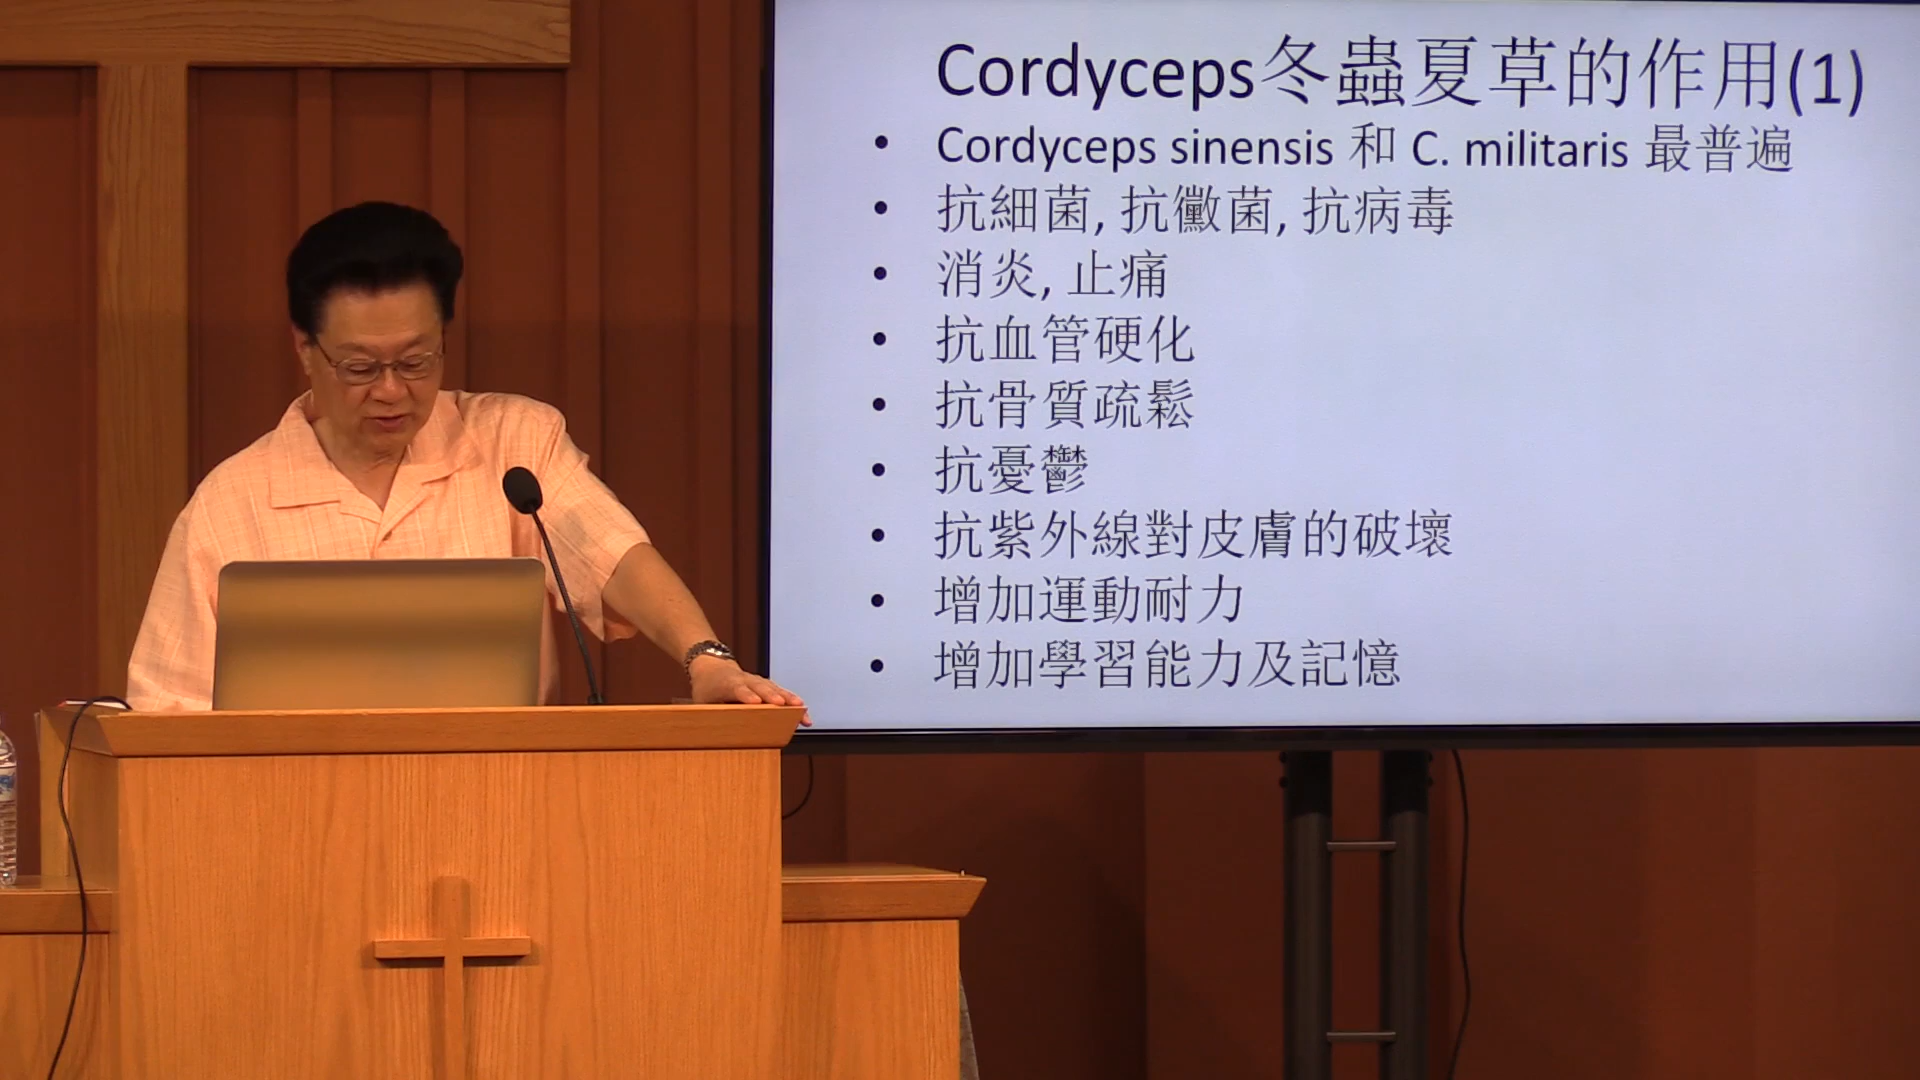 Cordyceps冬蟲夏草的作用(1)
• Cordyceps sinensis 和 C. militaris 最普遍
• 抗細菌, 抗黴菌, 抗病毒
• 消炎, 止痛
• 抗血管硬化
• 抗骨質疏鬆
• 抗憂鬱
• 抗紫外線對皮膚的破壞
• 增加運動耐力
• 增加學習能力及記憶